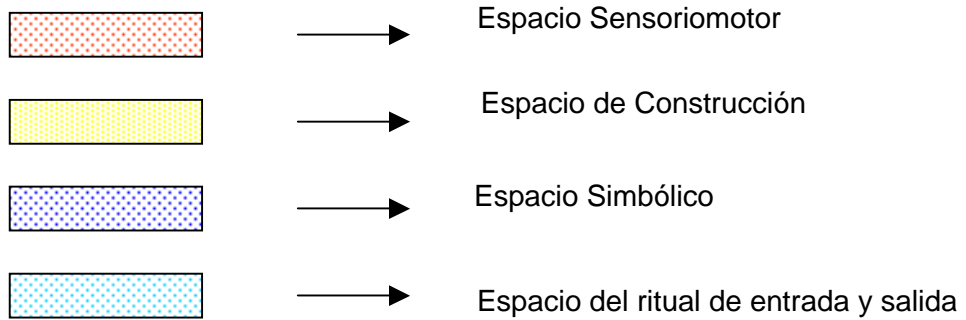 Espacio Sensoriomotor
Espacio de Construcción
Espacio Simbólico
Espacio del ritual de entrada y salida